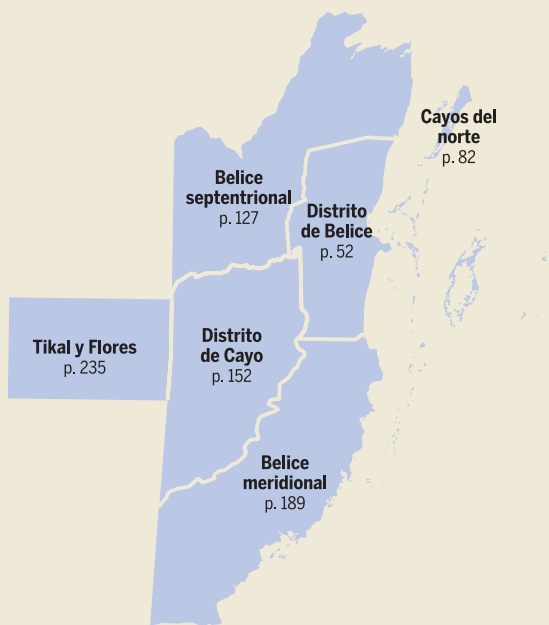 Cayos del
norte
p. 82
Belice
septentrional
p. 127
Distrito
de Belice
p. 52
Tikal y Flores
p. 235
Distrito
de Cayo
p. 152
Belice
meridional
p. 189